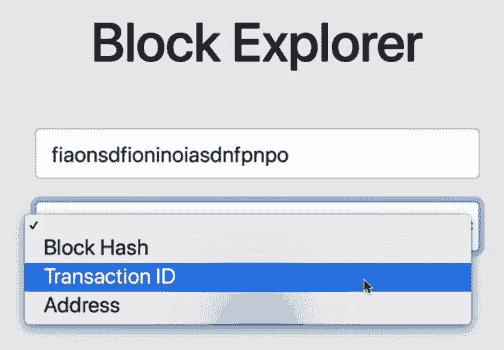 Block Explorer
fiaonsdfioninoiasdnfpnpo
Block Hash
Transaction ID
Address